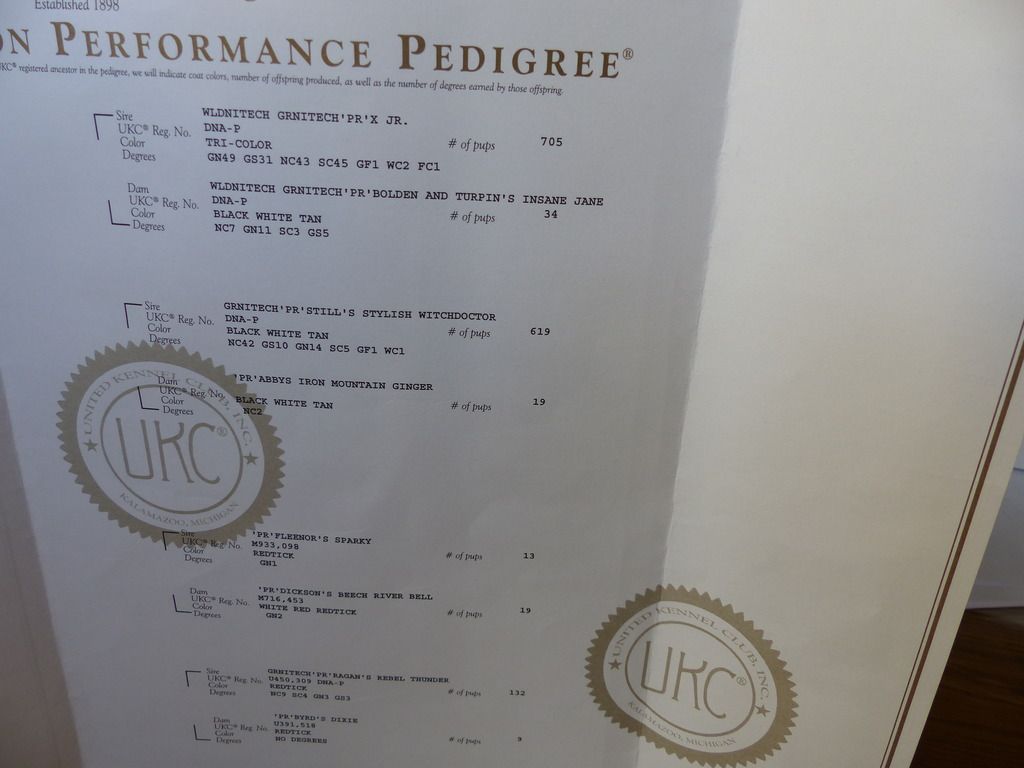 Established 1898
ON PERFORMANCE PEDIGREE®
UKC® registered ancestor in the pedigree, we will indicate coat colors, number of offspring produced, as well as the number of degrees earned by those offspring.
Sire WLDNITECH GRNITECH'PR'X JR.
UKC® Reg. No. DNA-P
Color TRI-COLOR # of pups 705
Degrees GN49 GS31 NC43 SC45 GF1 WC2 FC1
Dam WLDNITECH GRNITECH'PR'BOLDEN AND TURPIN'S INSANE JANE
UKC® Reg. No. DNA-P
Color BLACK WHITE TAN # of pups 34
Degrees NC7 GN11 SC3 GS5
Sire GRNITECH'PR'STILL'S STYLISH WITCHDOCTOR
UKC® Reg. No. DNA-P
Color BLACK WHITE TAN # of pups 619
Degrees NC42 GS10 GN14 SC5 GF1 WC1
Dam 'PR'ABBYS IRON MOUNTAIN GINGER
UKC® Reg. No.
Color BLACK WHITE TAN # of pups 19
Degrees NC2
UNITED KENNEL CLUB, INC.
UKC®
KALAMAZOO, MICHIGAN
Sire 'PR'FLEENOR'S SPARKY
UKC® Reg. No. M933,098
Color REDTICK # of pups 13
Degrees GN1
Dam 'PR'DICKSON'S BEECH RIVER BELL
UKC® Reg. No. M716,453
Color WHITE RED REDTICK # of pups 19
Degrees GN2
Sire GRNITECH'PR'RAGAN'S REBEL THUNDER
UKC® Reg. No. U450,309 DNA-P
Color REDTICK # of pups 132
Degrees NC9 SC4 GN3 GS3
Dam 'PR'BYRD'S DIXIE
UKC® Reg. No. U391,518
Color REDTICK # of pups 9
Degrees NO DEGREES
UNITED KENNEL CLUB, INC.
UKC®
KALAMAZOO, MICHIGAN